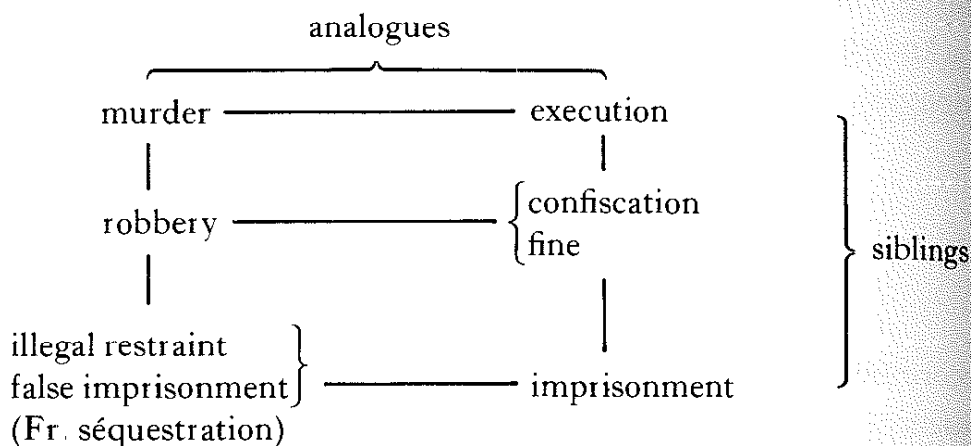 analogues
murder execution
robbery confiscation
fine
siblings
illegal restraint
false imprisonment imprisonment
(Fr. séquestration)